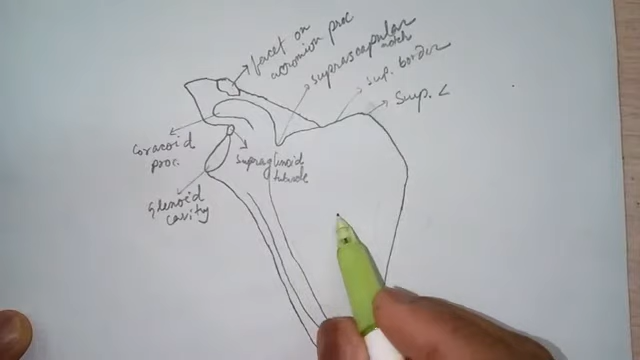 facet on
acromion proc
suprascapular
notch
sup. border
Sup. <
Coracoid
proc.
Supraglenoid
tubercle
Glenoid
cavity